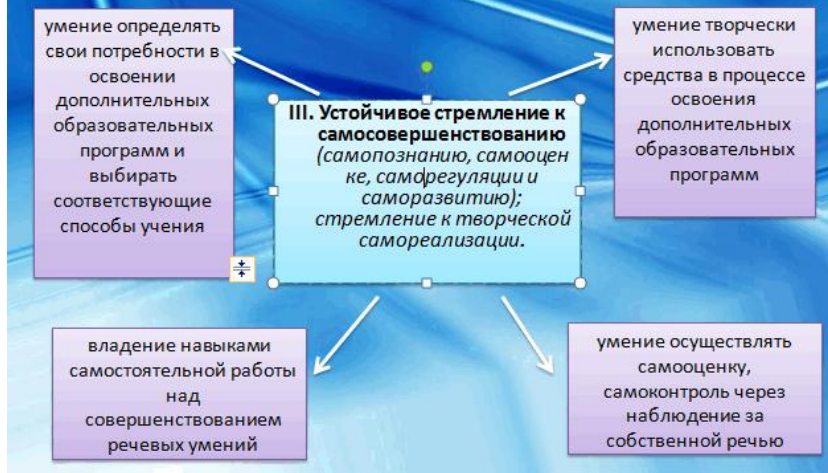 умение определять
свои потребности в
освоении
дополнительных
образовательных
программ и
выбирать
соответствующие
способы учения
умение творчески
использовать
средства в процессе
освоения
дополнительных
образовательных
программ
III. Устойчивое стремление к
самосовершенствованию
(самопознанию, самооцен
ке, саморегуляции и
саморазвитию);
стремление к творческой
самореализации.
владение навыками
самостоятельной работы
над
совершенствованием
речевых умений
умение осуществлять
самооценку,
самоконтроль через
наблюдение за
собственной речью